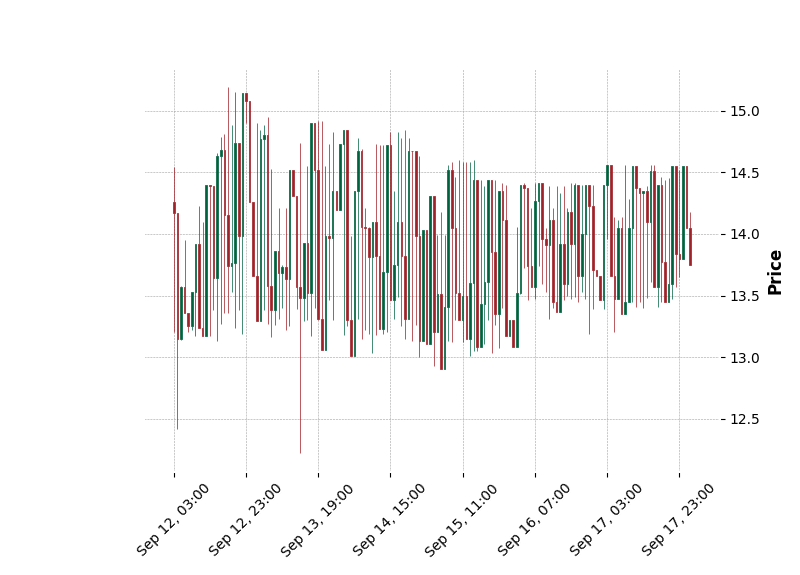 15.0
14.5
14.0
13.5
13.0
12.5
Price
Sep 12, 03:00
Sep 12, 23:00
Sep 13, 19:00
Sep 14, 15:00
Sep 15, 11:00
Sep 16, 07:00
Sep 17, 03:00
Sep 17, 23:00